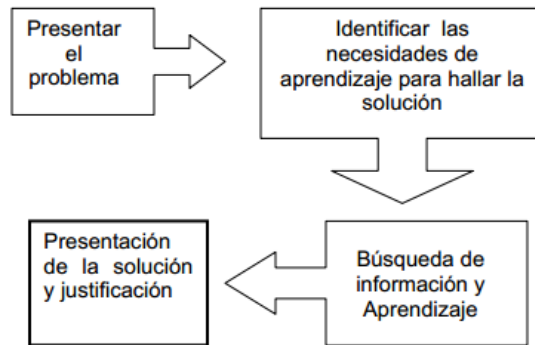 Presentar
el
problema
Identificar las
necesidades de
aprendizaje para hallar la
solución
Búsqueda de
información y
Aprendizaje
Presentación
de la solución
y justificación